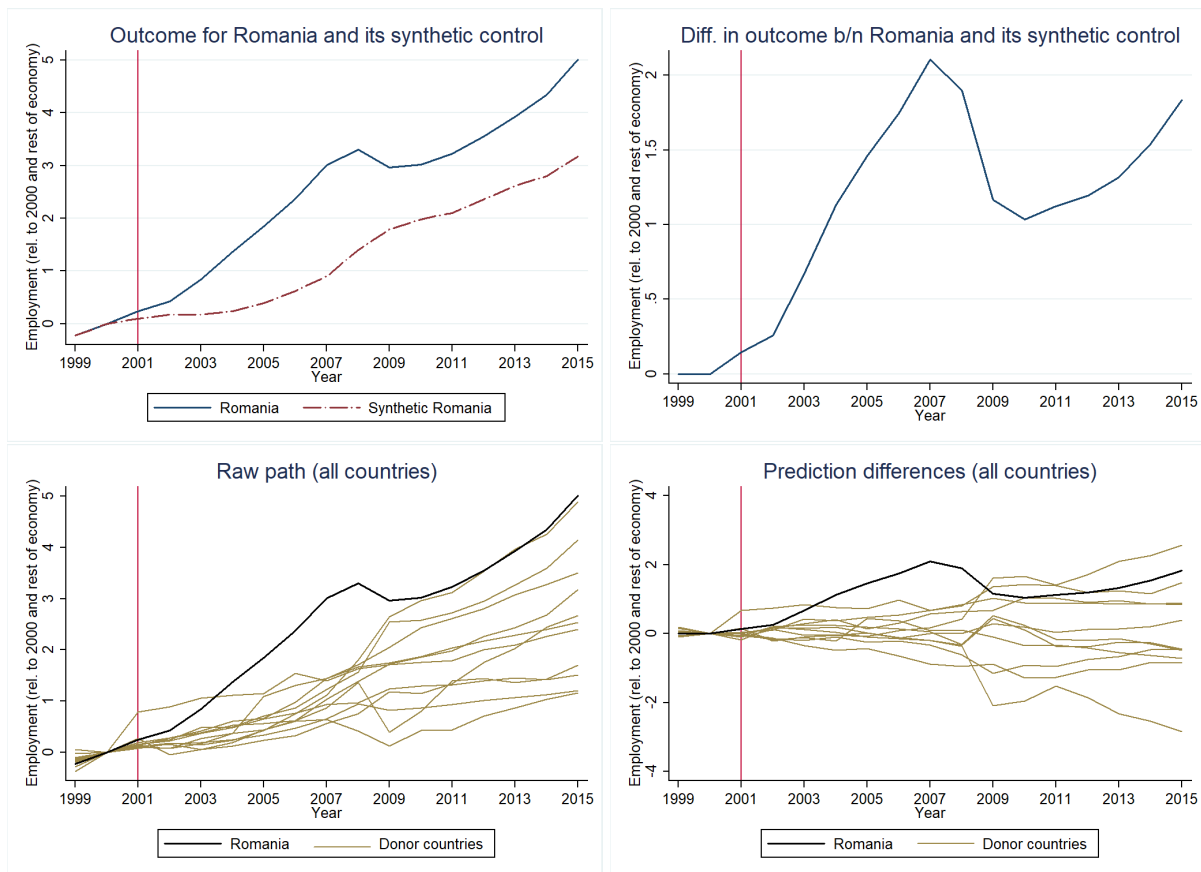 Outcome for Romania and its synthetic control
Employment (rel. to 2000 and rest of economy)
5
4
3
2
1
0
1999 2001 2003 2005 2007 2009 2011 2013 2015
Year
Romania Synthetic Romania
Diff. in outcome b/n Romania and its synthetic control
Employment (rel. to 2000 and rest of economy)
2
1.5
1
.5
0
1999 2001 2003 2005 2007 2009 2011 2013 2015
Year
Raw path (all countries)
Employment (rel. to 2000 and rest of economy)
5
4
3
2
1
0
1999 2001 2003 2005 2007 2009 2011 2013 2015
Year
Romania Donor countries
Prediction differences (all countries)
Employment (rel. to 2000 and rest of economy)
4
2
0
-2
-4
1999 2001 2003 2005 2007 2009 2011 2013 2015
Year
Romania Donor countries